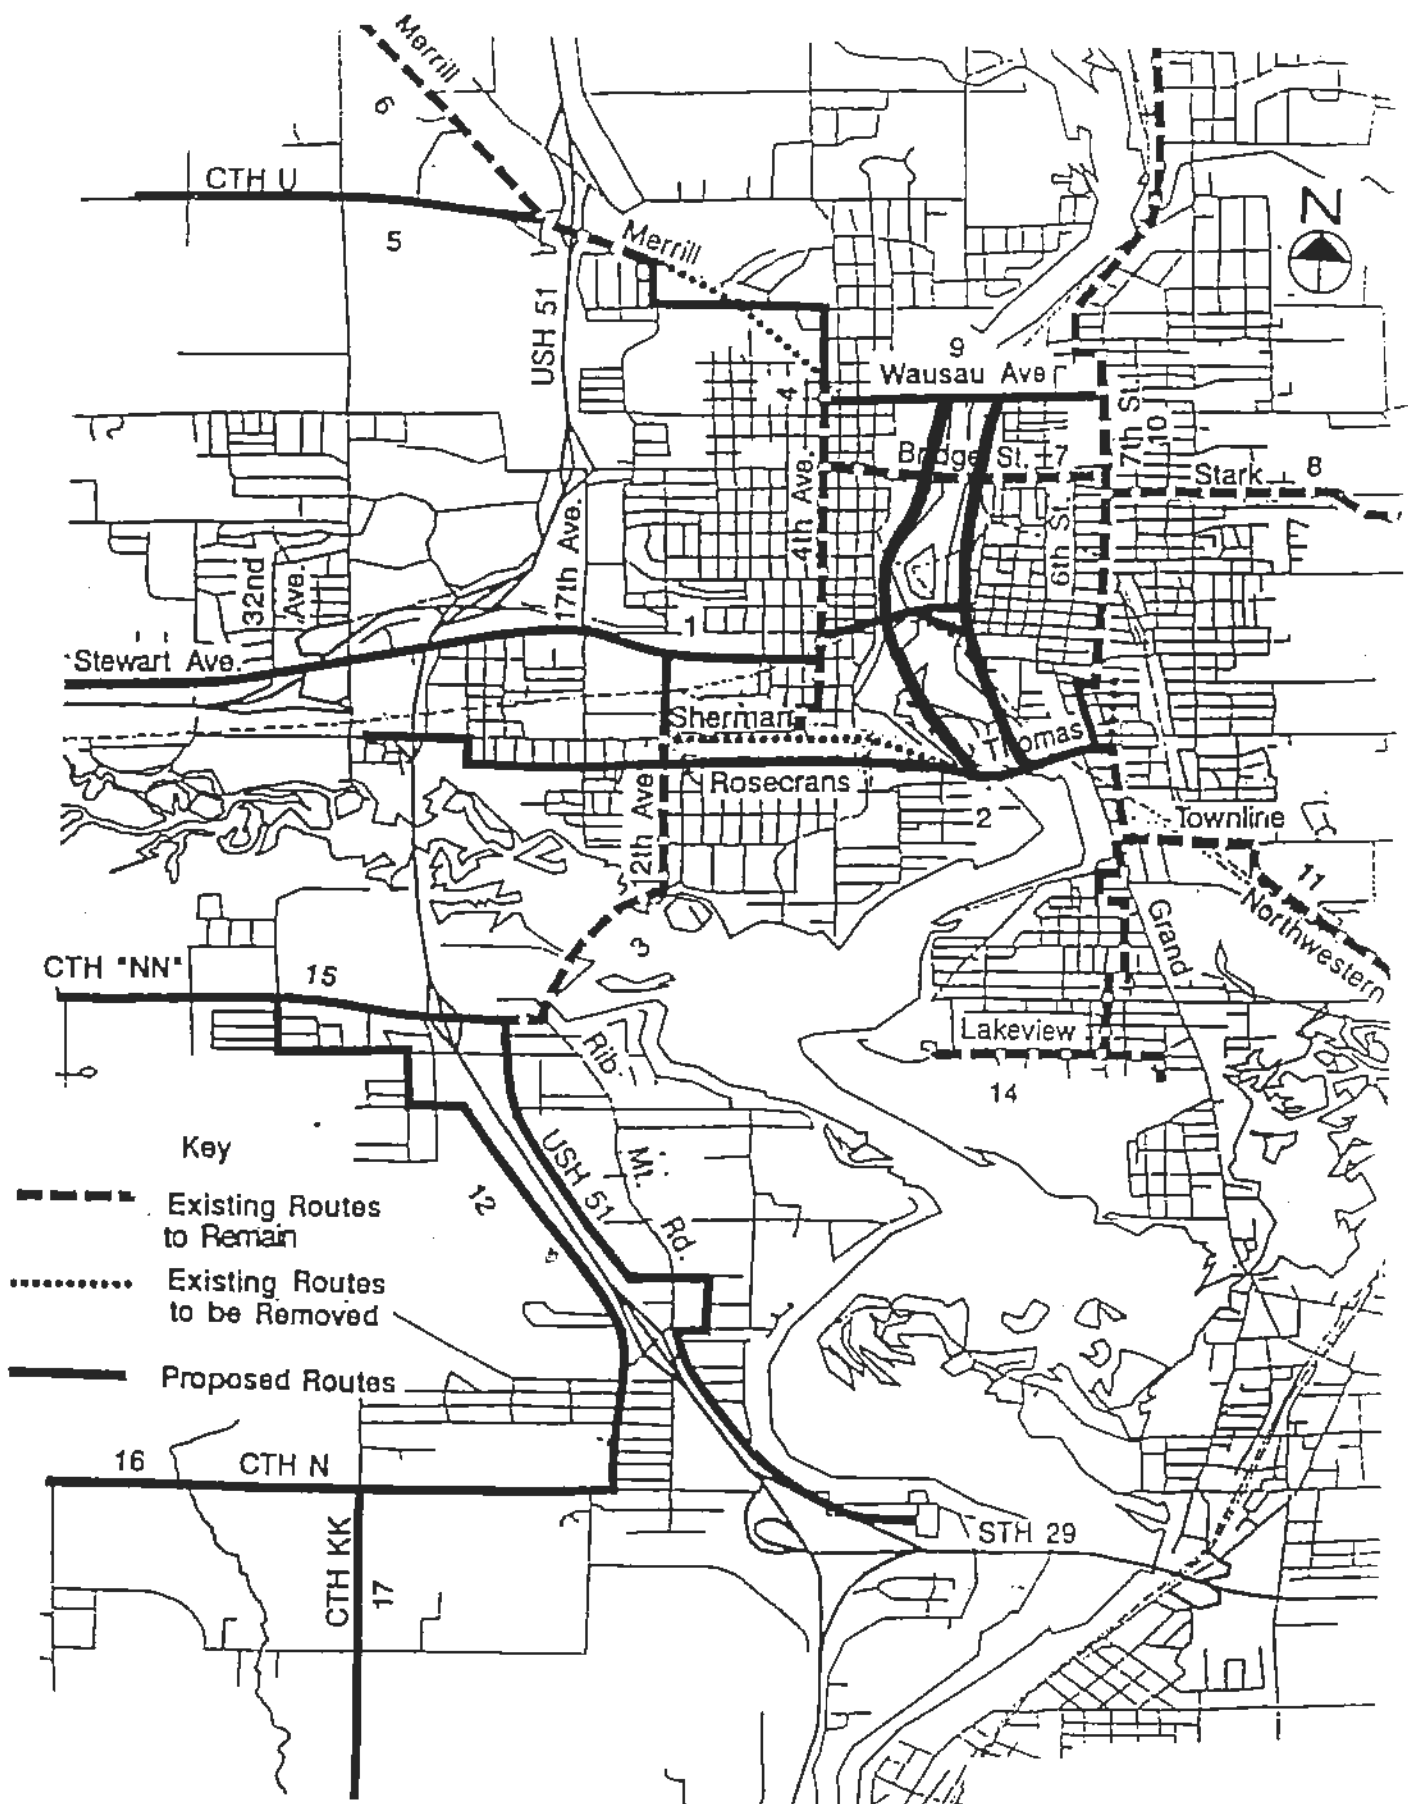 Merrill
6
CTH U
5
N
Merrill
USH 51
9
Wausau Ave
4
7th St.
10
Bridge St.
7
Stark
8
4th Ave.
6th St.
17th Ave.
32nd
Ave.
1
Stewart Ave.
Sherman
Thomas
Rosecrans
2
Townline
12th Ave
11
Northwestern
Grand
3
CTH "NN"
15
Lakeview
14
Rib.
Mt.
Rd.
USH 51
12
Key
Existing Routes
to Remain
Existing Routes
to be Removed
Proposed Routes
16
CTH N
STH 29
CTH KK
17